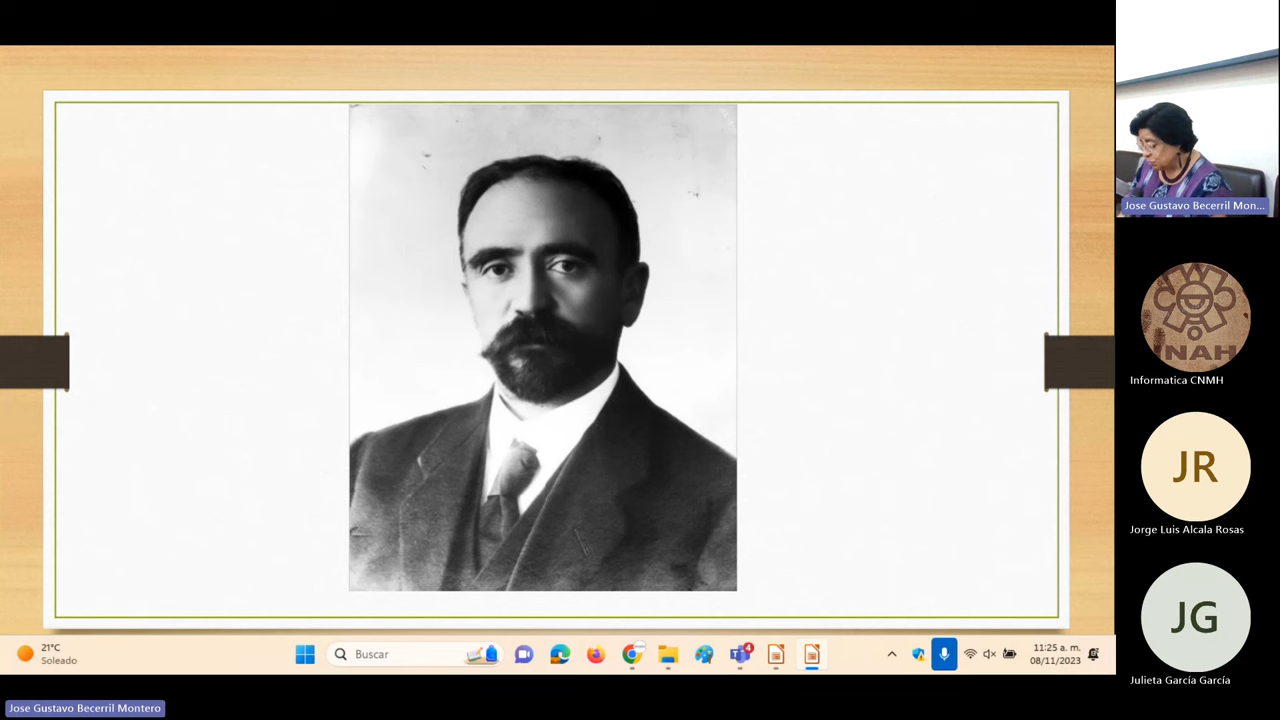 Jose Gustavo Becerril Mon...
INAH
Informatica CNMH
JR
Jorge Luis Alcala Rosas
JG
Julieta García García
21°C
Soleado
Buscar
4
11:25 a. m.
08/11/2023
Jose Gustavo Becerril Montero